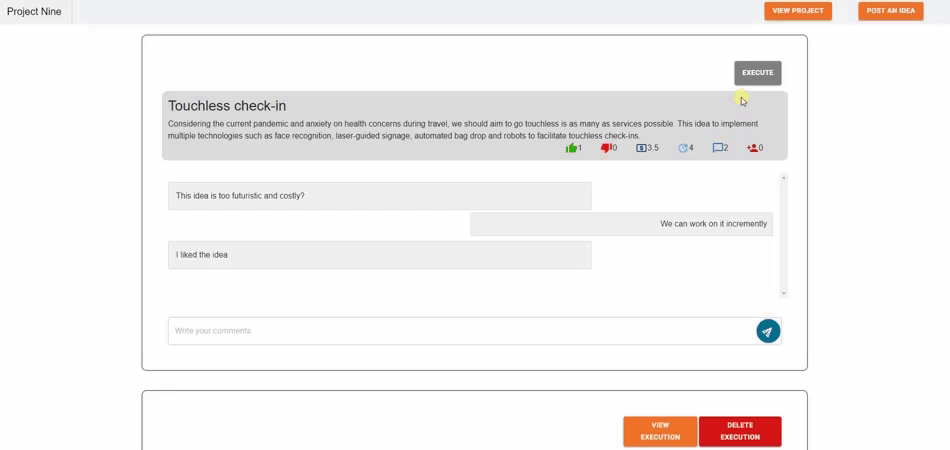 Project Nine
VIEW PROJECT
POST AN IDEA
EXECUTE
Touchless check-in
Considering the current pandemic and anxiety on health concerns during travel, we should aim to go touchless is as many as services possible. This idea to implement
multiple technologies such as face recognition, laser-guided signage, automated bag drop and robots to facilitate touchless check-ins.
1 0 3.5 4 2 0
This idea is too futuristic and costly?
We can work on it incremently
I liked the idea
Write your comments
VIEW
EXECUTION
DELETE
EXECUTION